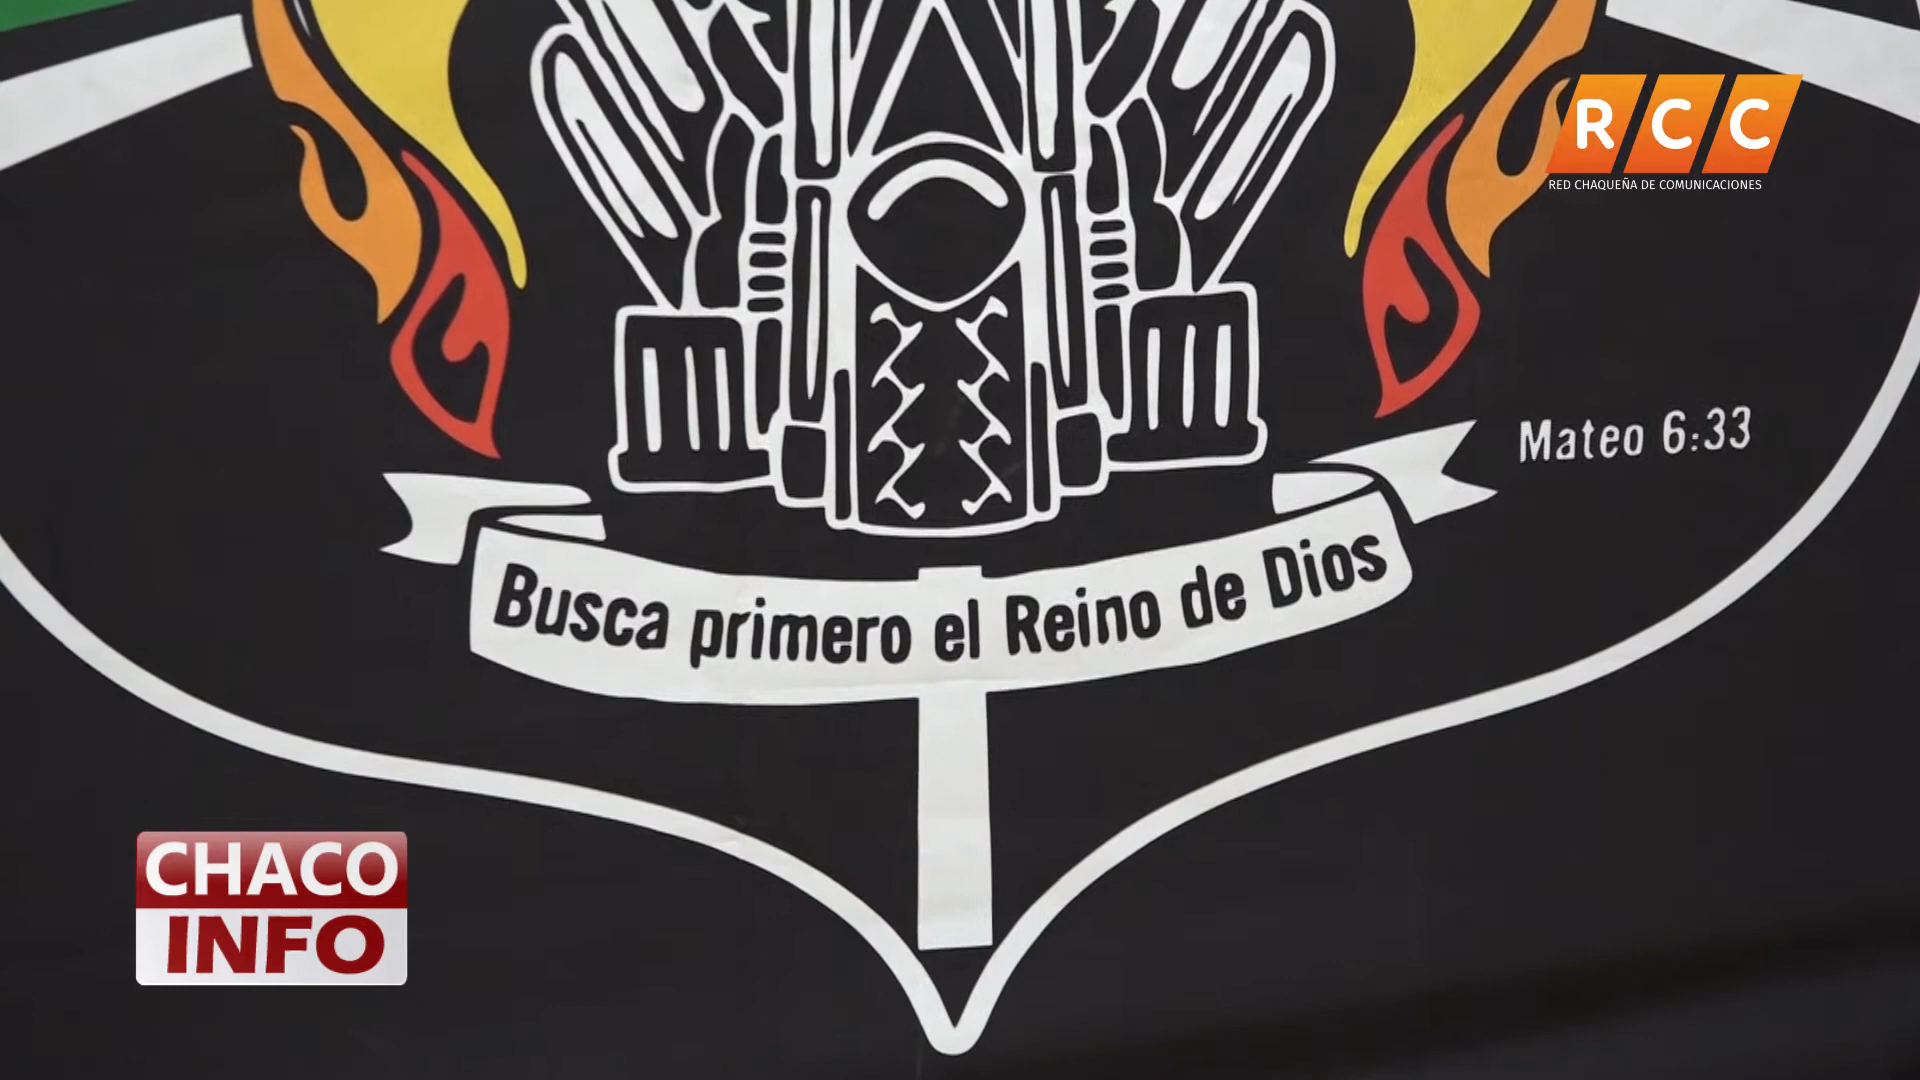 RCC
RED CHAQUEÑA DE COMUNICACIONES
Mateo 6:33
Busca primero el Reino de Dios
CHACO
INFO